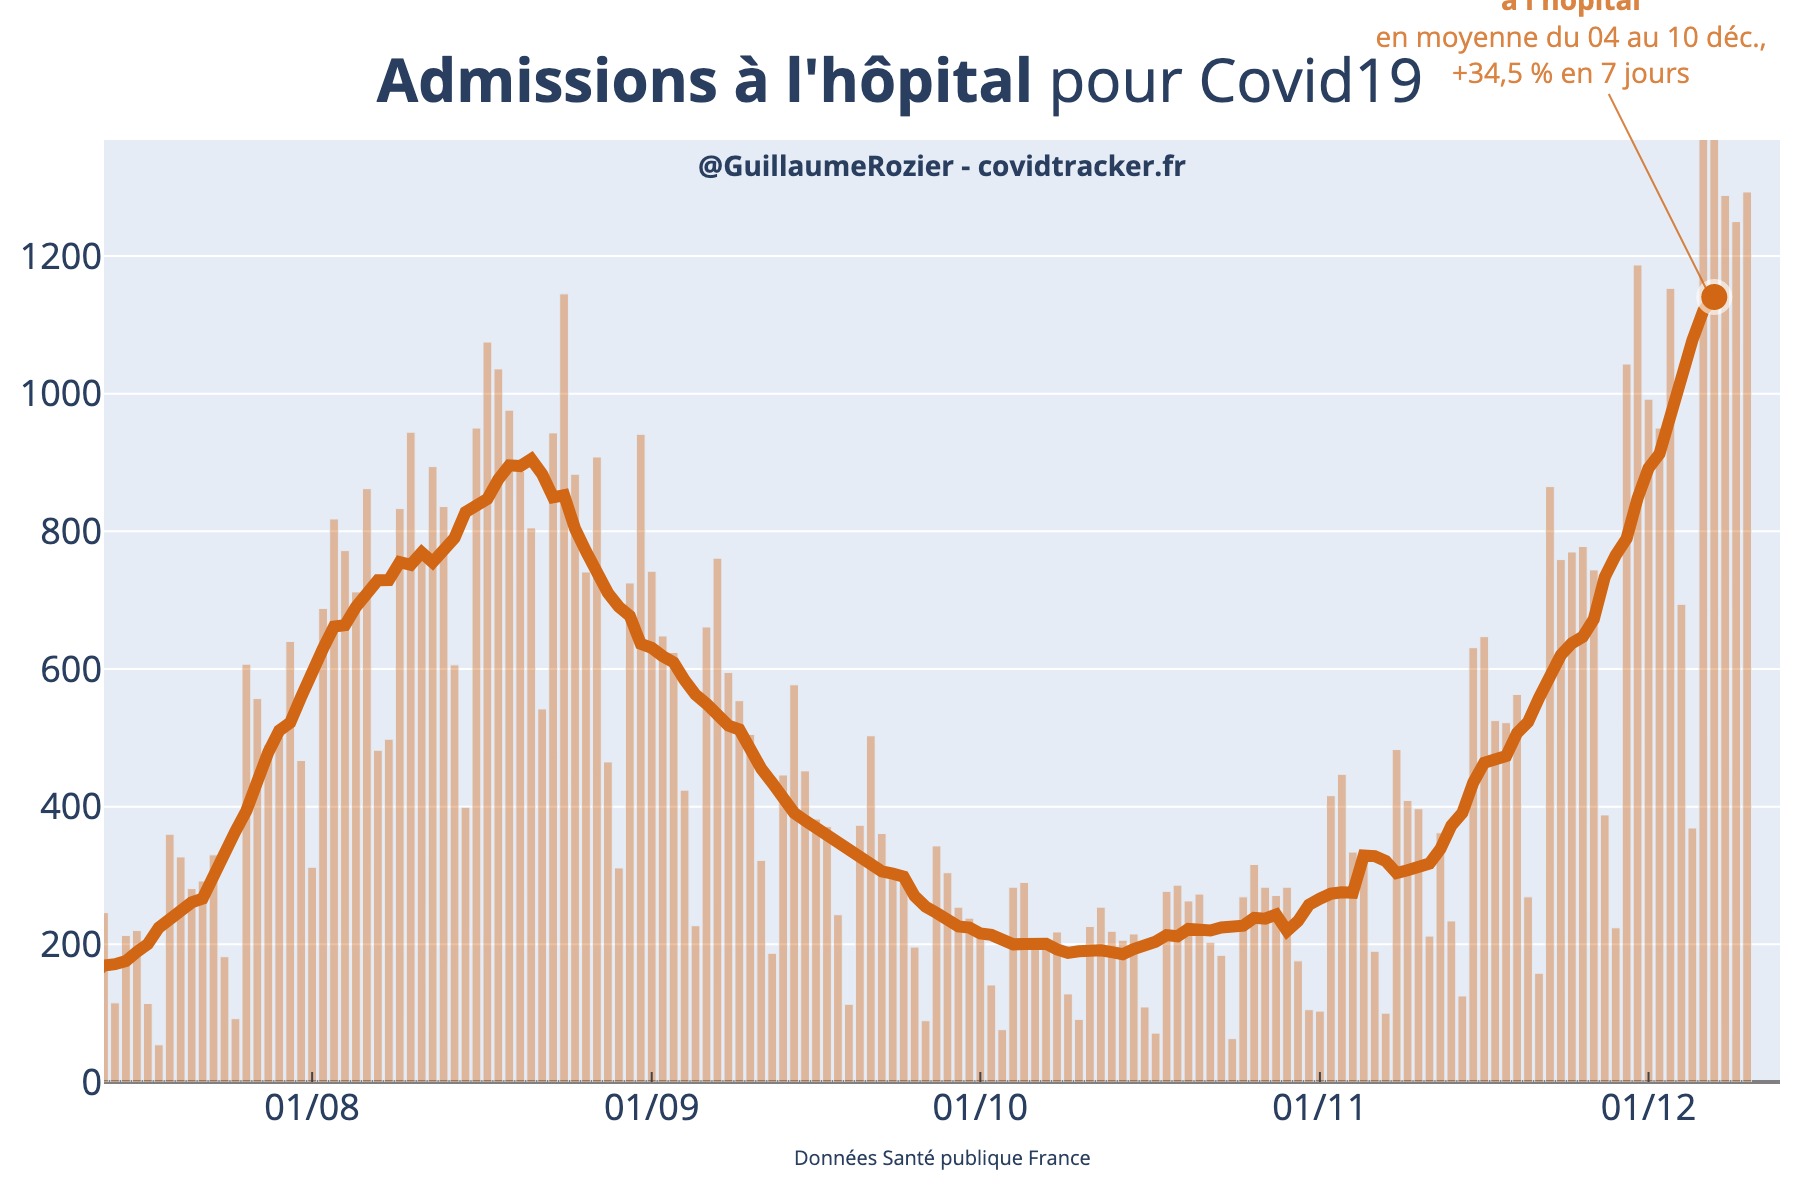 à l'hôpital
en moyenne du 04 au 10 déc.,
+34,5 % en 7 jours
Admissions à l'hôpital pour Covid19
@GuillaumeRozier - covidtracker.fr
1200
1000
800
600
400
200
0
01/08 01/09 01/10 01/11 01/12
Données Santé publique France